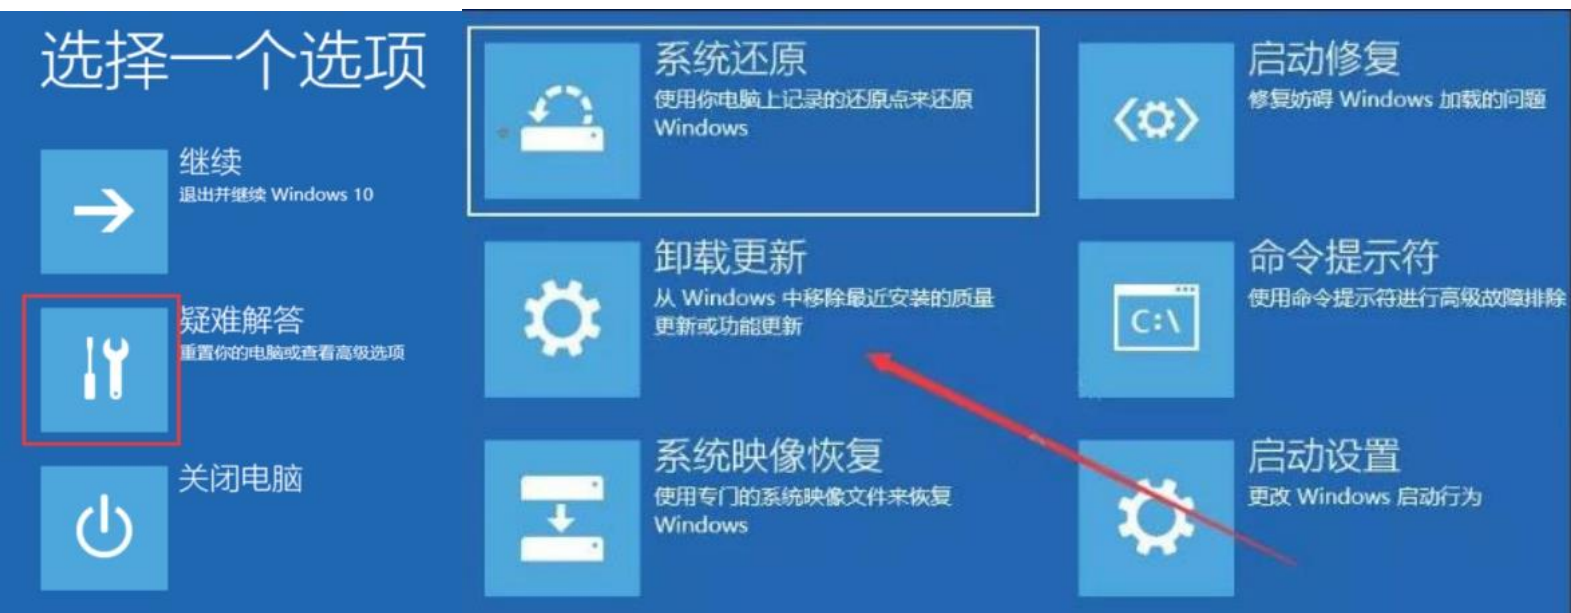 选择一个选项
继续
退出并继续 Windows 10
疑难解答
重置你的电脑或查看高级选项
关闭电脑
系统还原
使用你电脑上记录的还原点来还原
Windows
启动修复
修复妨碍 Windows 加载的问题
卸载更新
从 Windows 中移除最近安装的质量
更新或功能更新
命令提示符
使用命令提示符进行高级故障排除
C:\
系统映像恢复
使用专门的系统映像文件来恢复
Windows
启动设置
更改 Windows 启动行为